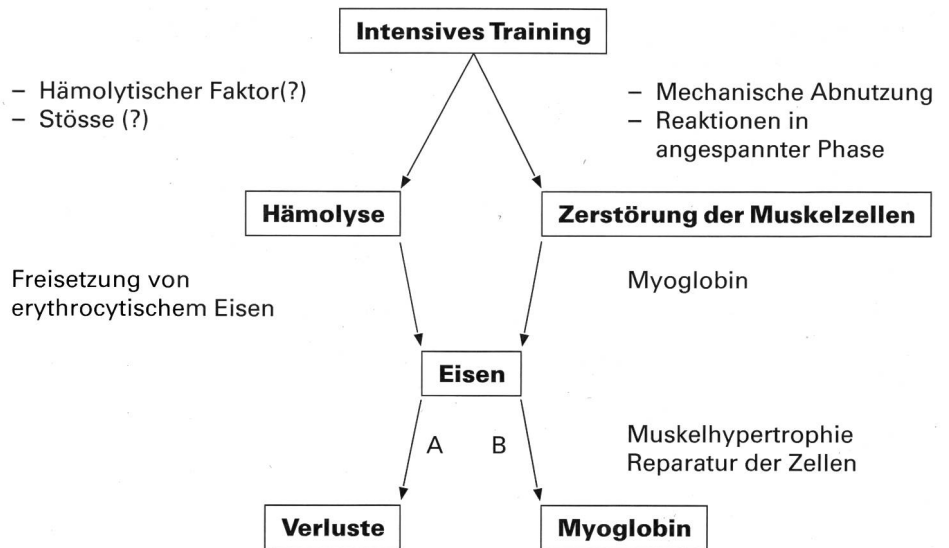 Intensives Training
– Hämolytischer Faktor(?)
– Stösse (?)
– Mechanische Abnutzung
– Reaktionen in
angespannter Phase
Hämolyse
Zerstörung der Muskelzellen
Freisetzung von
erythrocytischem Eisen
Myoglobin
Eisen
A
B
Muskelhypertrophie
Reparatur der Zellen
Verluste
Myoglobin